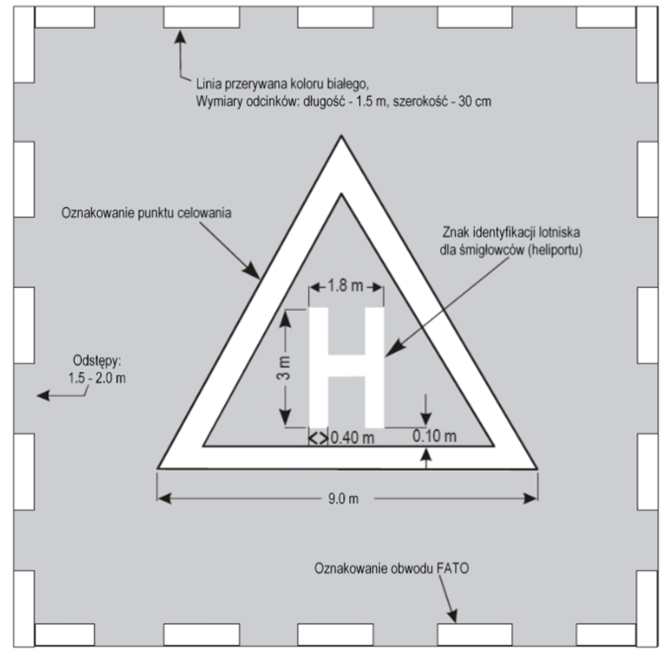 Linia przerywana koloru białego,
Wymiary odcinków: długość - 1.5 m, szerokość - 30 cm
Oznakowanie punktu celowania
Znak identyfikacji lotniska
dla śmigłowców (heliportu)
1.8 m
3 m
Odstępy:
1.5 - 2.0 m
H
0.40 m
0.10 m
9.0 m
Oznakowanie obwodu FATO